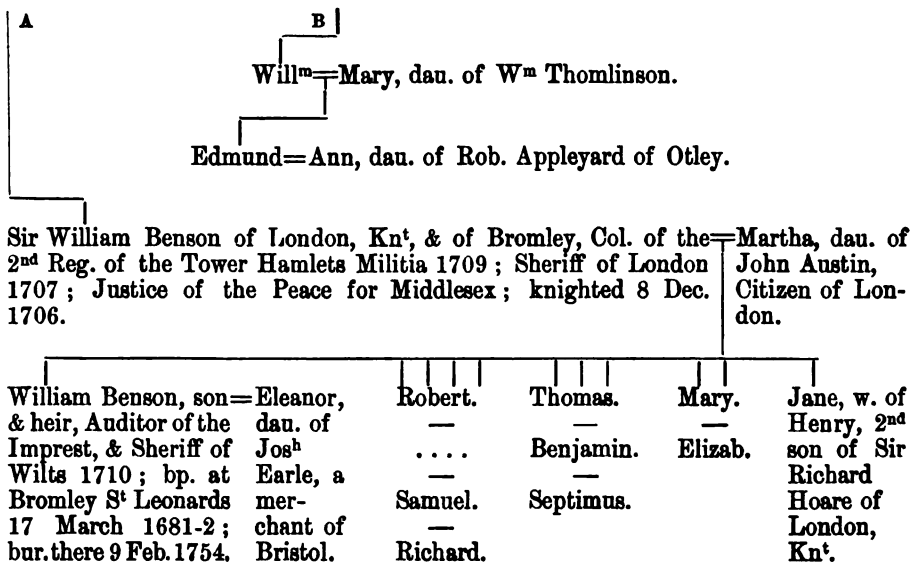 A
B
Willᵐ=Mary, dau. of Wᵐ Thomlinson.
Edmund=Ann, dau. of Rob. Appleyard of Otley.
Sir William Benson of London, Knᵗ, & of Bromley, Col. of the=Martha, dau. of
2ⁿᵈ Reg. of the Tower Hamlets Militia 1709 ; Sheriff of London John Austin,
1707 ; Justice of the Peace for Middlesex ; knighted 8 Dec. Citizen of Lon-
1706. don.
William Benson, son=Eleanor, Robert. Thomas. Mary. Jane, w. of
& heir, Auditor of the dau. of — — — Henry, 2ⁿᵈ
Imprest, & Sheriff of Josʰ .... Benjamin. Elizab. son of Sir
Wilts 1710 ; bp. at Earle, a — — Richard
Bromley Sᵗ Leonards mer- Samuel. Septimus. Hoare of
17 March 1681-2 ; chant of — London,
bur. there 9 Feb. 1754. Bristol. Richard. Knᵗ.